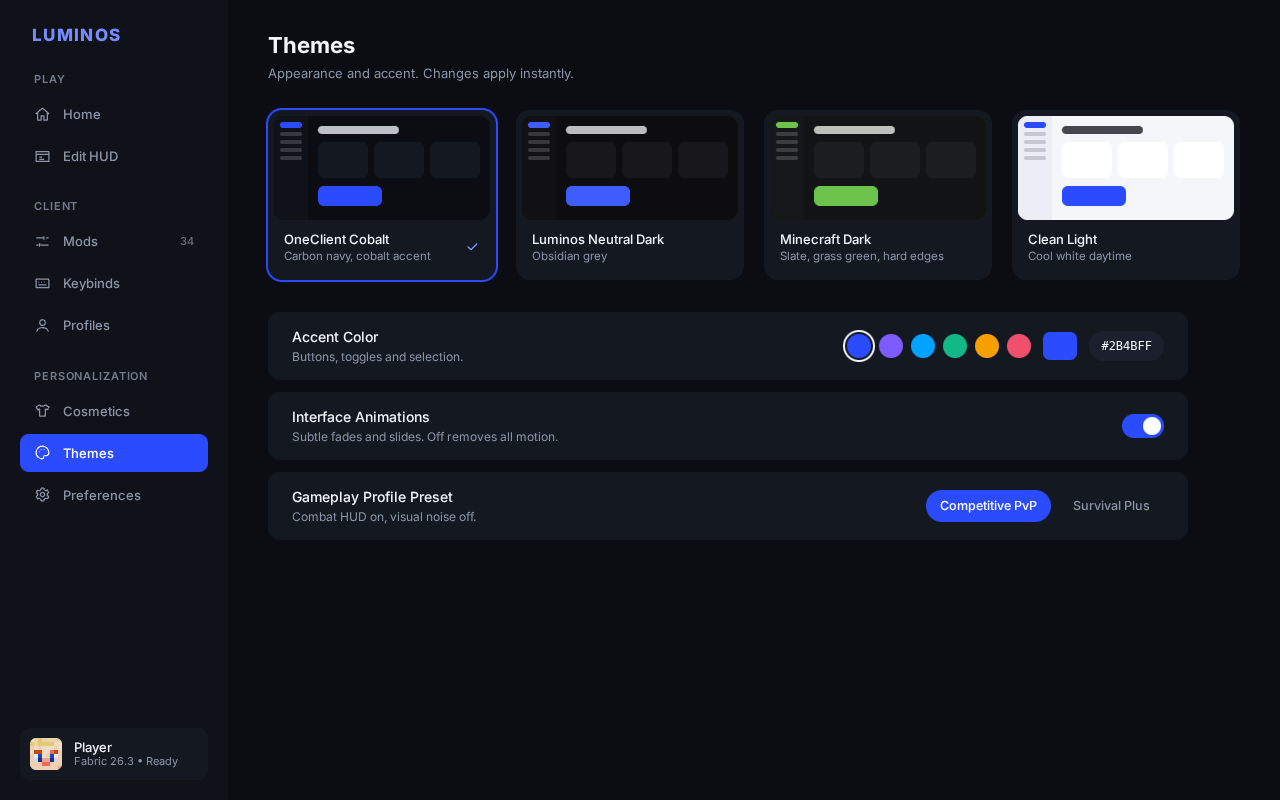 LUMINOS
PLAY
Home
Edit HUD
CLIENT
Mods 34
Keybinds
Profiles
PERSONALIZATION
Cosmetics
Themes
Preferences
Player
Fabric 26.3 • Ready
Themes
Appearance and accent. Changes apply instantly.
OneClient Cobalt
Carbon navy, cobalt accent
Luminos Neutral Dark
Obsidian grey
Minecraft Dark
Slate, grass green, hard edges
Clean Light
Cool white daytime
Accent Color
Buttons, toggles and selection.
#2B4BFF
Interface Animations
Subtle fades and slides. Off removes all motion.
Gameplay Profile Preset
Combat HUD on, visual noise off.
Competitive PvP Survival Plus